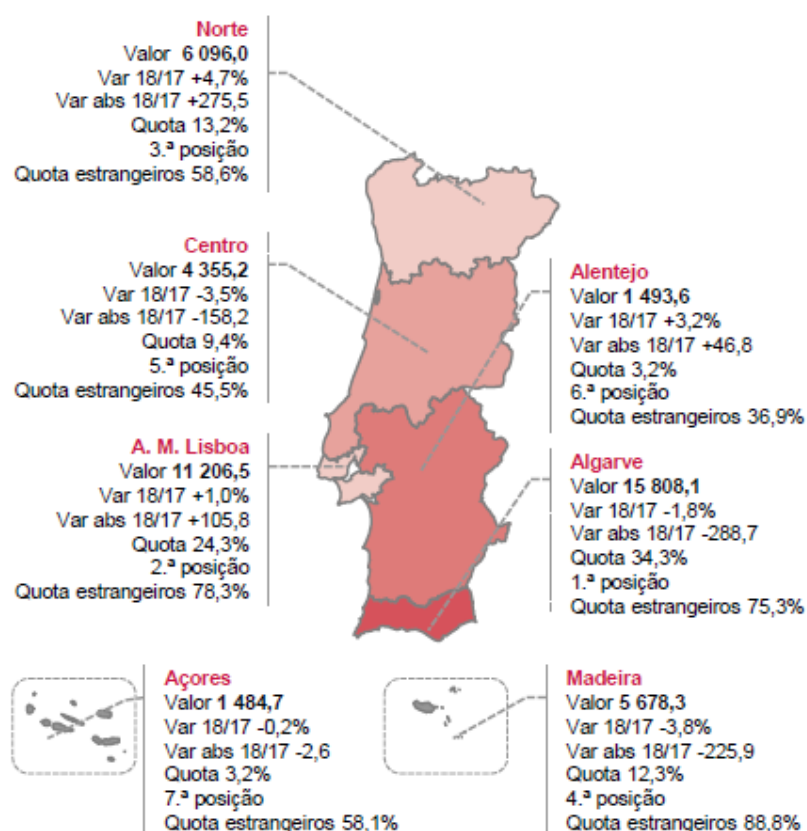 Norte
Valor 6 096,0
Var 18/17 +4,7%
Var abs 18/17 +275,5
Quota 13,2%
3.ª posição
Quota estrangeiros 58,6%
Centro
Valor 4 355,2
Var 18/17 -3,5%
Var abs 18/17 -158,2
Quota 9,4%
5.ª posição
Quota estrangeiros 45,5%
Alentejo
Valor 1 493,6
Var 18/17 +3,2%
Var abs 18/17 +46,8
Quota 3,2%
6.ª posição
Quota estrangeiros 36,9%
A. M. Lisboa
Valor 11 206,5
Var 18/17 +1,0%
Var abs 18/17 +105,8
Quota 24,3%
2.ª posição
Quota estrangeiros 78,3%
Algarve
Valor 15 808,1
Var 18/17 -1,8%
Var abs 18/17 -288,7
Quota 34,3%
1.ª posição
Quota estrangeiros 75,3%
Açores
Valor 1 484,7
Var 18/17 -0,2%
Var abs 18/17 -2,6
Quota 3,2%
7.ª posição
Quota estrangeiros 58,1%
Madeira
Valor 5 678,3
Var 18/17 -3,8%
Var abs 18/17 -225,9
Quota 12,3%
4.ª posição
Quota estrangeiros 88,8%